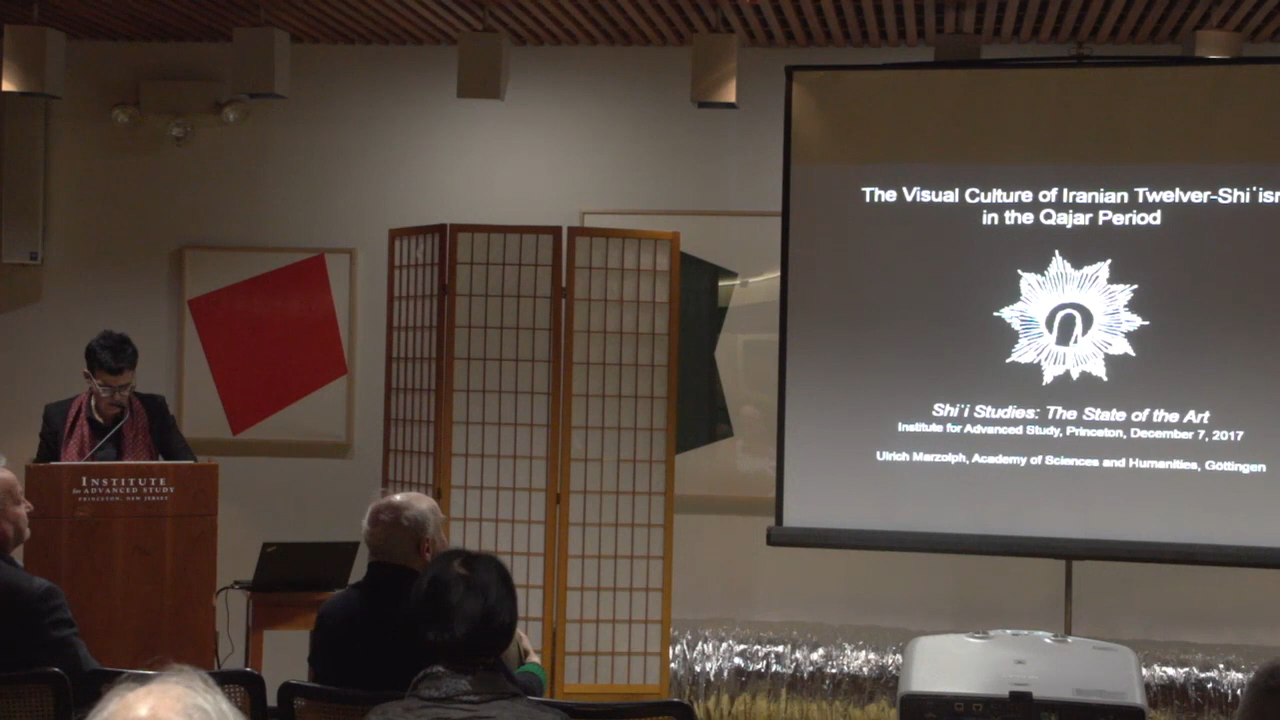 INSTITUTE
for ADVANCED STUDY
PRINCETON, NEW JERSEY
The Visual Culture of Iranian Twelver-Shiʿism
in the Qajar Period
Shiʿi Studies: The State of the Art
Institute for Advanced Study, Princeton, December 7, 2017
Ulrich Marzolph, Academy of Sciences and Humanities, Göttingen